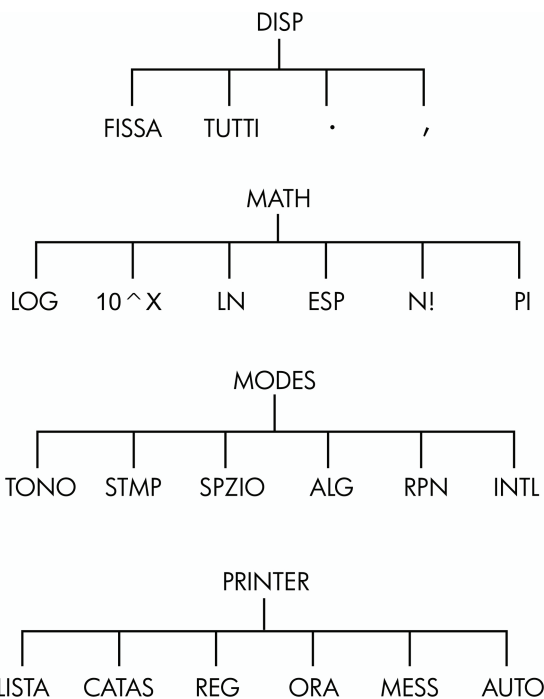 DISP
FISSA TUTTI . ,
MATH
LOG 10^X LN ESP N! PI
MODES
TONO STMP SPZIO ALG RPN INTL
PRINTER
LISTA CATAS REG ORA MESS AUTO